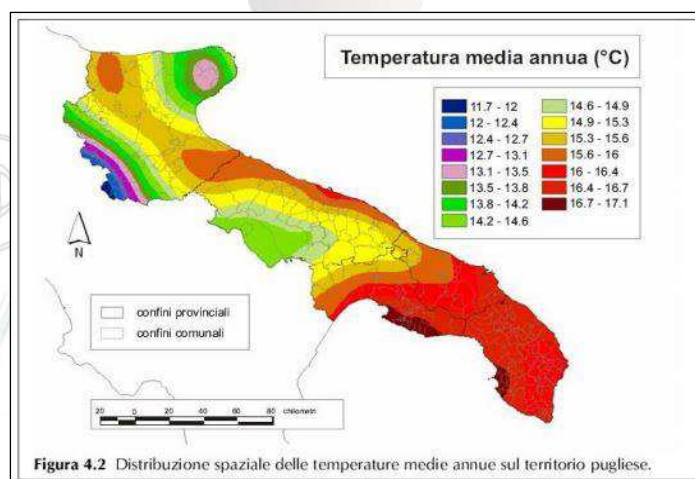 Temperatura media annua (°C)
11.7 - 12
12 - 12.4
12.4 - 12.7
12.7 - 13.1
13.1 - 13.5
13.5 - 13.8
13.8 - 14.2
14.2 - 14.6
14.6 - 14.9
14.9 - 15.3
15.3 - 15.6
15.6 - 16
16 - 16.4
16.4 - 16.7
16.7 - 17.1
N
confini provinciali
confini comunali
20 0 20 40 60 80 chilometri
Figura 4.2 Distribuzione spaziale delle temperature medie annue sul territorio pugliese.